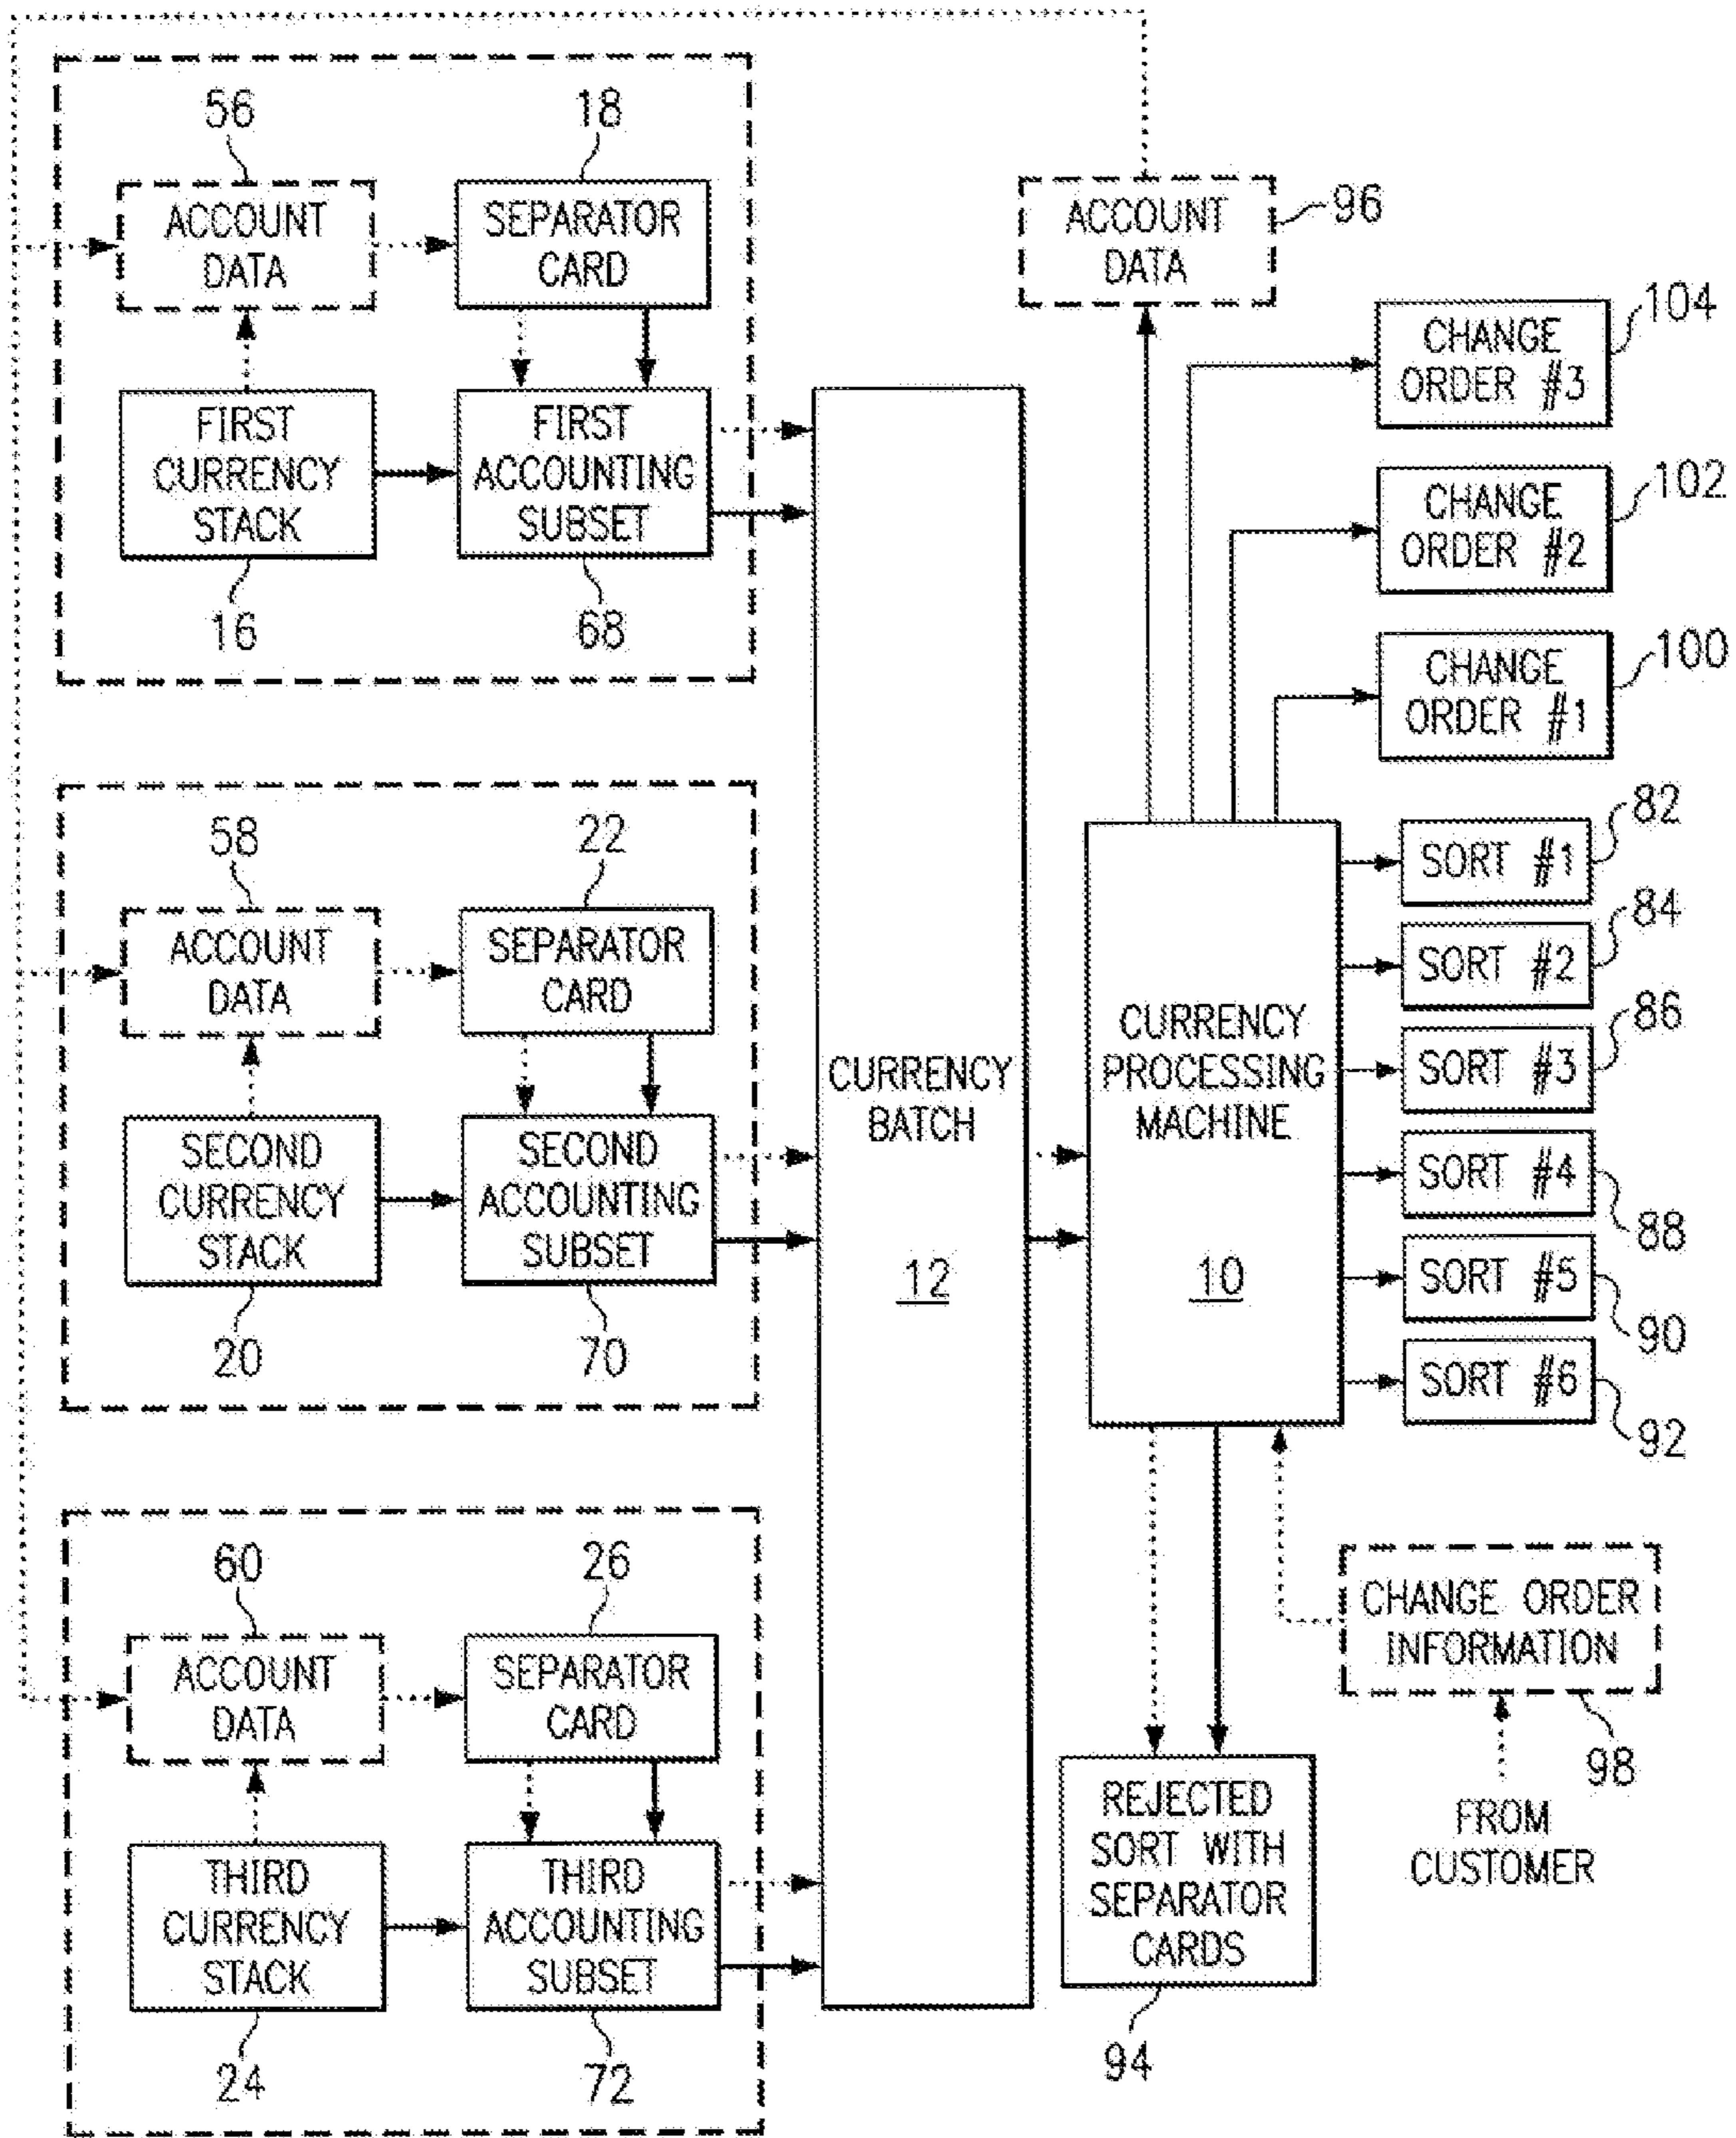 56
18
ACCOUNT
DATA
SEPARATOR
CARD
FIRST
CURRENCY
STACK
FIRST
ACCOUNTING
SUBSET
16
68
58
22
ACCOUNT
DATA
SEPARATOR
CARD
SECOND
CURRENCY
STACK
SECOND
ACCOUNTING
SUBSET
20
70
60
26
ACCOUNT
DATA
SEPARATOR
CARD
THIRD
CURRENCY
STACK
THIRD
ACCOUNTING
SUBSET
24
72
CURRENCY
BATCH
12
ACCOUNT
DATA
96
CHANGE
ORDER #3
104
CHANGE
ORDER #2
102
CHANGE
ORDER #1
100
CURRENCY
PROCESSING
MACHINE
10
SORT #1
82
SORT #2
84
SORT #3
86
SORT #4
88
SORT #5
90
SORT #6
92
CHANGE ORDER
INFORMATION
98
FROM
CUSTOMER
REJECTED
SORT WITH
SEPARATOR
CARDS
94